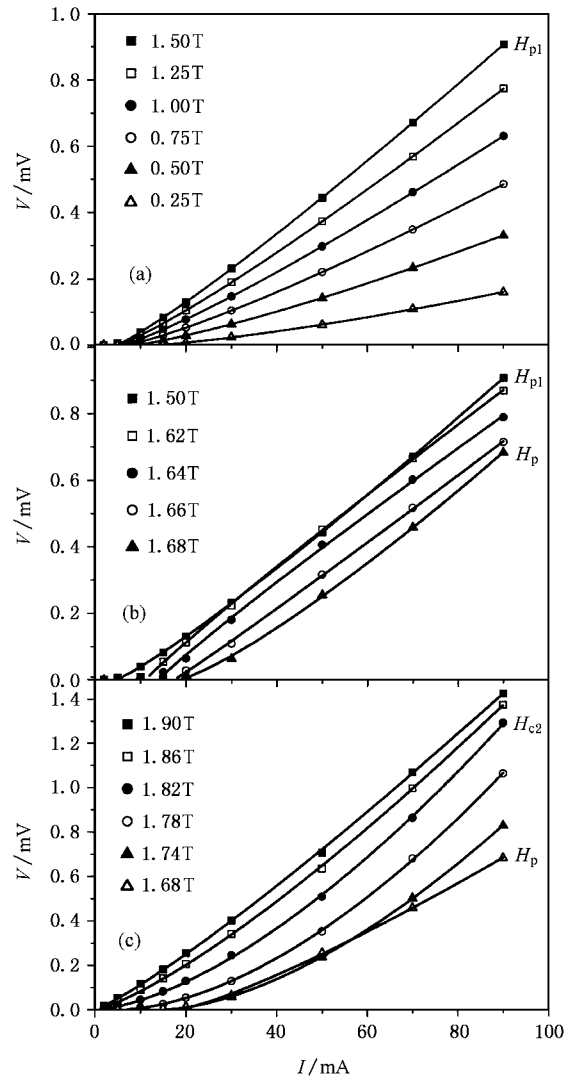 1.0
0.8
0.6
0.4
0.2
0.0
V/mV
1.50T
1.25T
1.00T
0.75T
0.50T
0.25T
Hp1
(a)
0.8
0.6
0.4
0.2
0.0
V/mV
1.50T
1.62T
1.64T
1.66T
1.68T
Hp1
Hp
(b)
1.4
1.2
1.0
0.8
0.6
0.4
0.2
0.0
V/mV
1.90T
1.86T
1.82T
1.78T
1.74T
1.68T
Hc2
Hp
(c)
0 20 40 60 80 100
I/mA